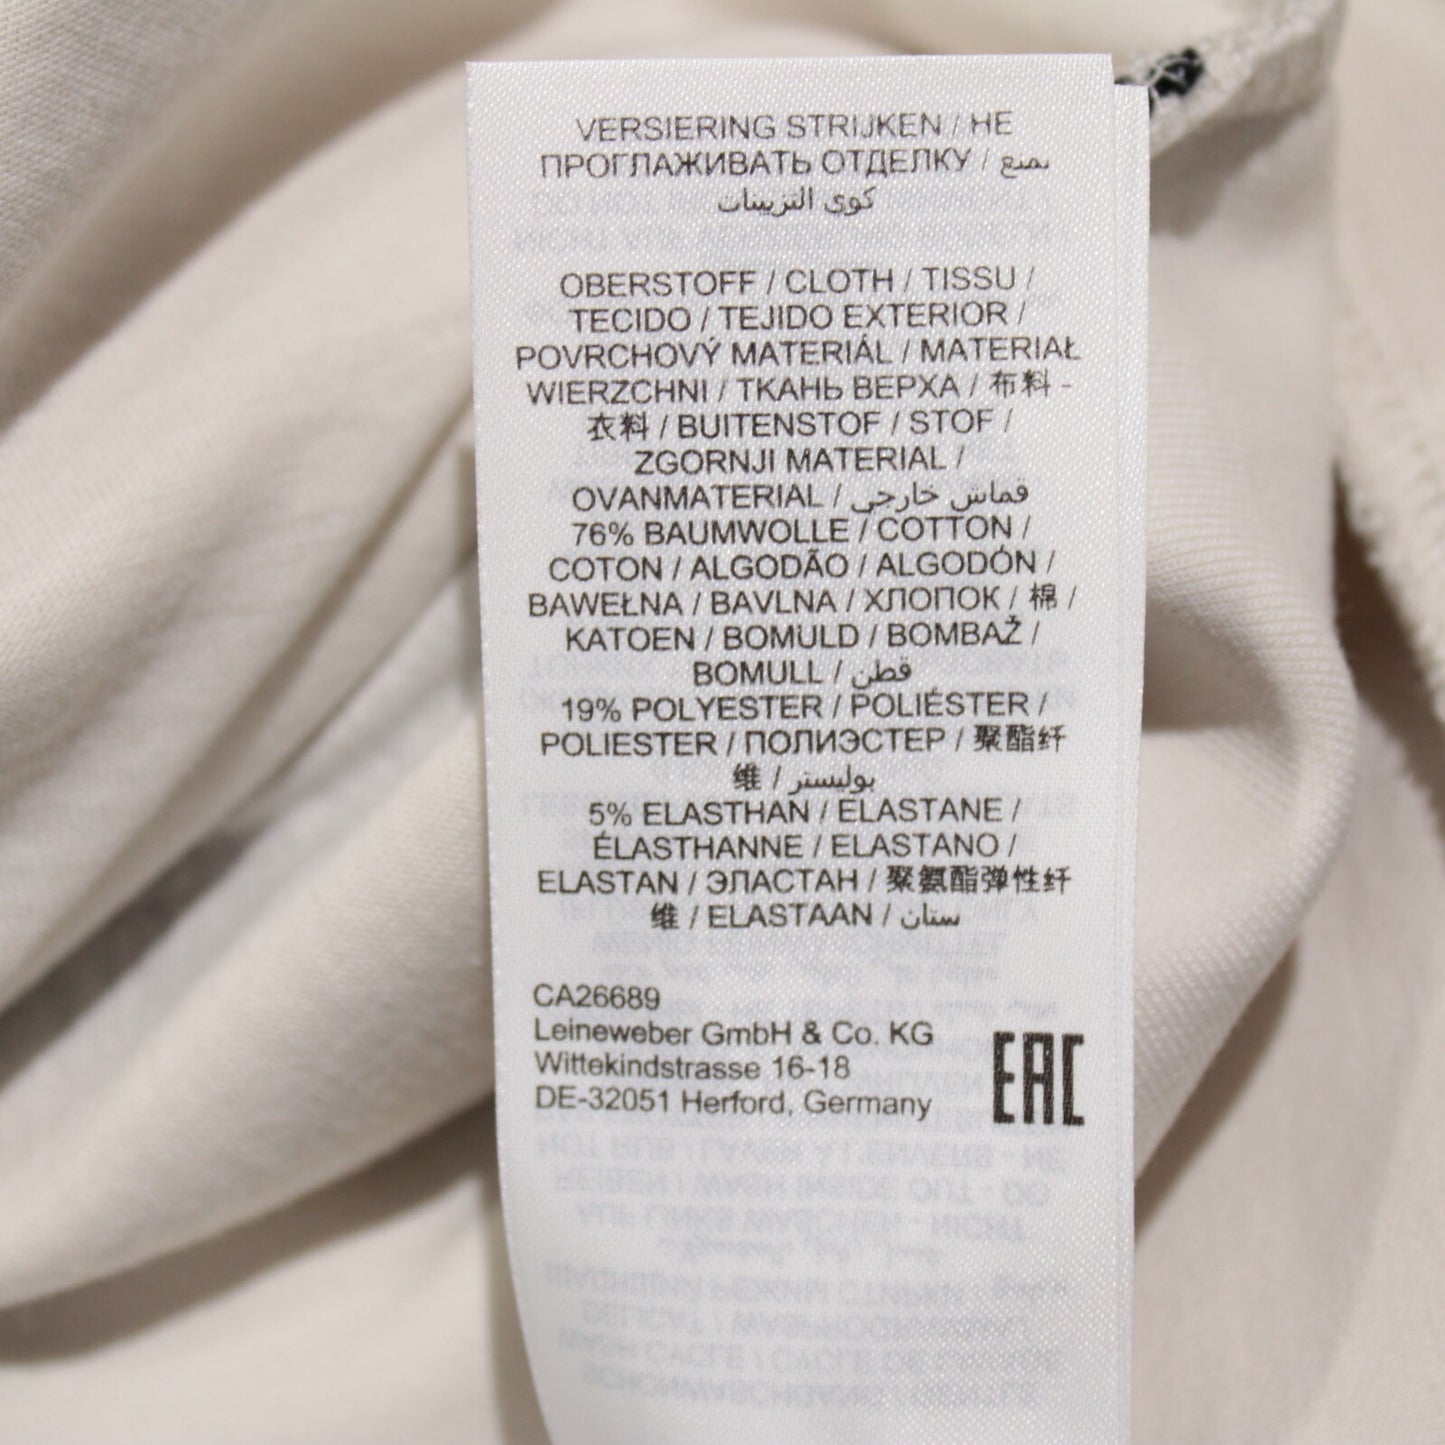 VERSIERING STRIJKEN / НЕ
ПРОГЛАЖИВАТЬ ОТДЕЛКУ / يمنع
كوي التزيينات
OBERSTOFF / CLOTH / TISSU /
TECIDO / TEJIDO EXTERIOR /
POVRCHOVÝ MATERIÁL / MATERIAŁ
WIERZCHNI / ТКАНЬ ВЕРХА / 布料 -
衣料 / BUITENSTOF / STOF /
ZGORNJI MATERIAL /
OVANMATERIAL / قماش خارجي
76% BAUMWOLLE / COTTON /
COTON / ALGODÃO / ALGODÓN /
BAWEŁNA / BAVLNA / ХЛОПОК / 棉 /
KATOEN / BOMULD / BOMBAŽ /
BOMULL / قطن
19% POLYESTER / POLIÉSTER /
POLIESTER / ПОЛИЭСТЕР / 聚酯纤
维 / بوليستر
5% ELASTHAN / ELASTANE /
ÉLASTHANNE / ELASTANO /
ELASTAN / ЭЛАСТАН / 聚氨酯弹性纤
维 / ELASTAAN / ستان
CA26689
Leineweber GmbH & Co. KG
Wittekindstrasse 16-18
DE-32051 Herford, Germany
EAC